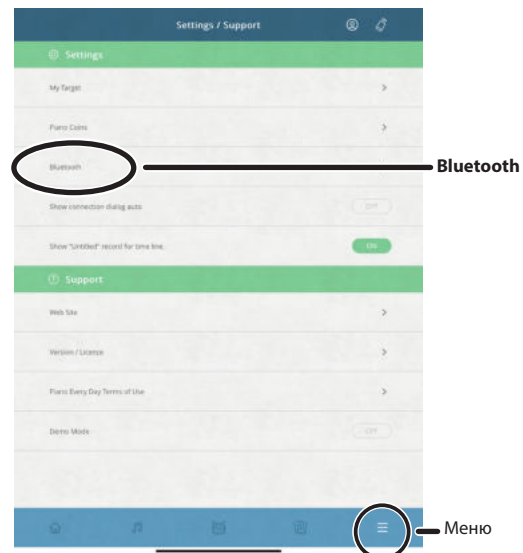 Settings / Support
Settings
My Target
Piano Coins
Bluetooth
Bluetooth
Show connection dialog auto
OFF
Show "Untitled" record for time line.
ON
Support
Web Site
Version / Licence
Piano Every Day Terms of Use
Demo Mode
OFF
Меню